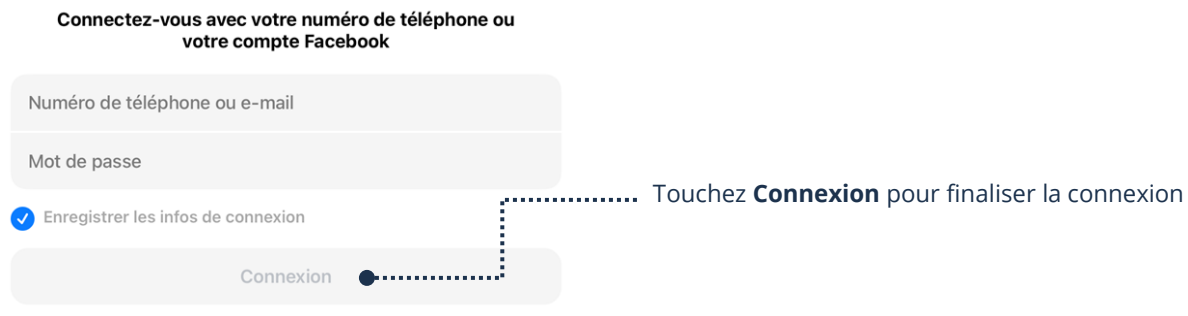 Connectez-vous avec votre numéro de téléphone ou
votre compte Facebook
Numéro de téléphone ou e-mail
Mot de passe
Enregistrer les infos de connexion
Touchez Connexion pour finaliser la connexion
Connexion